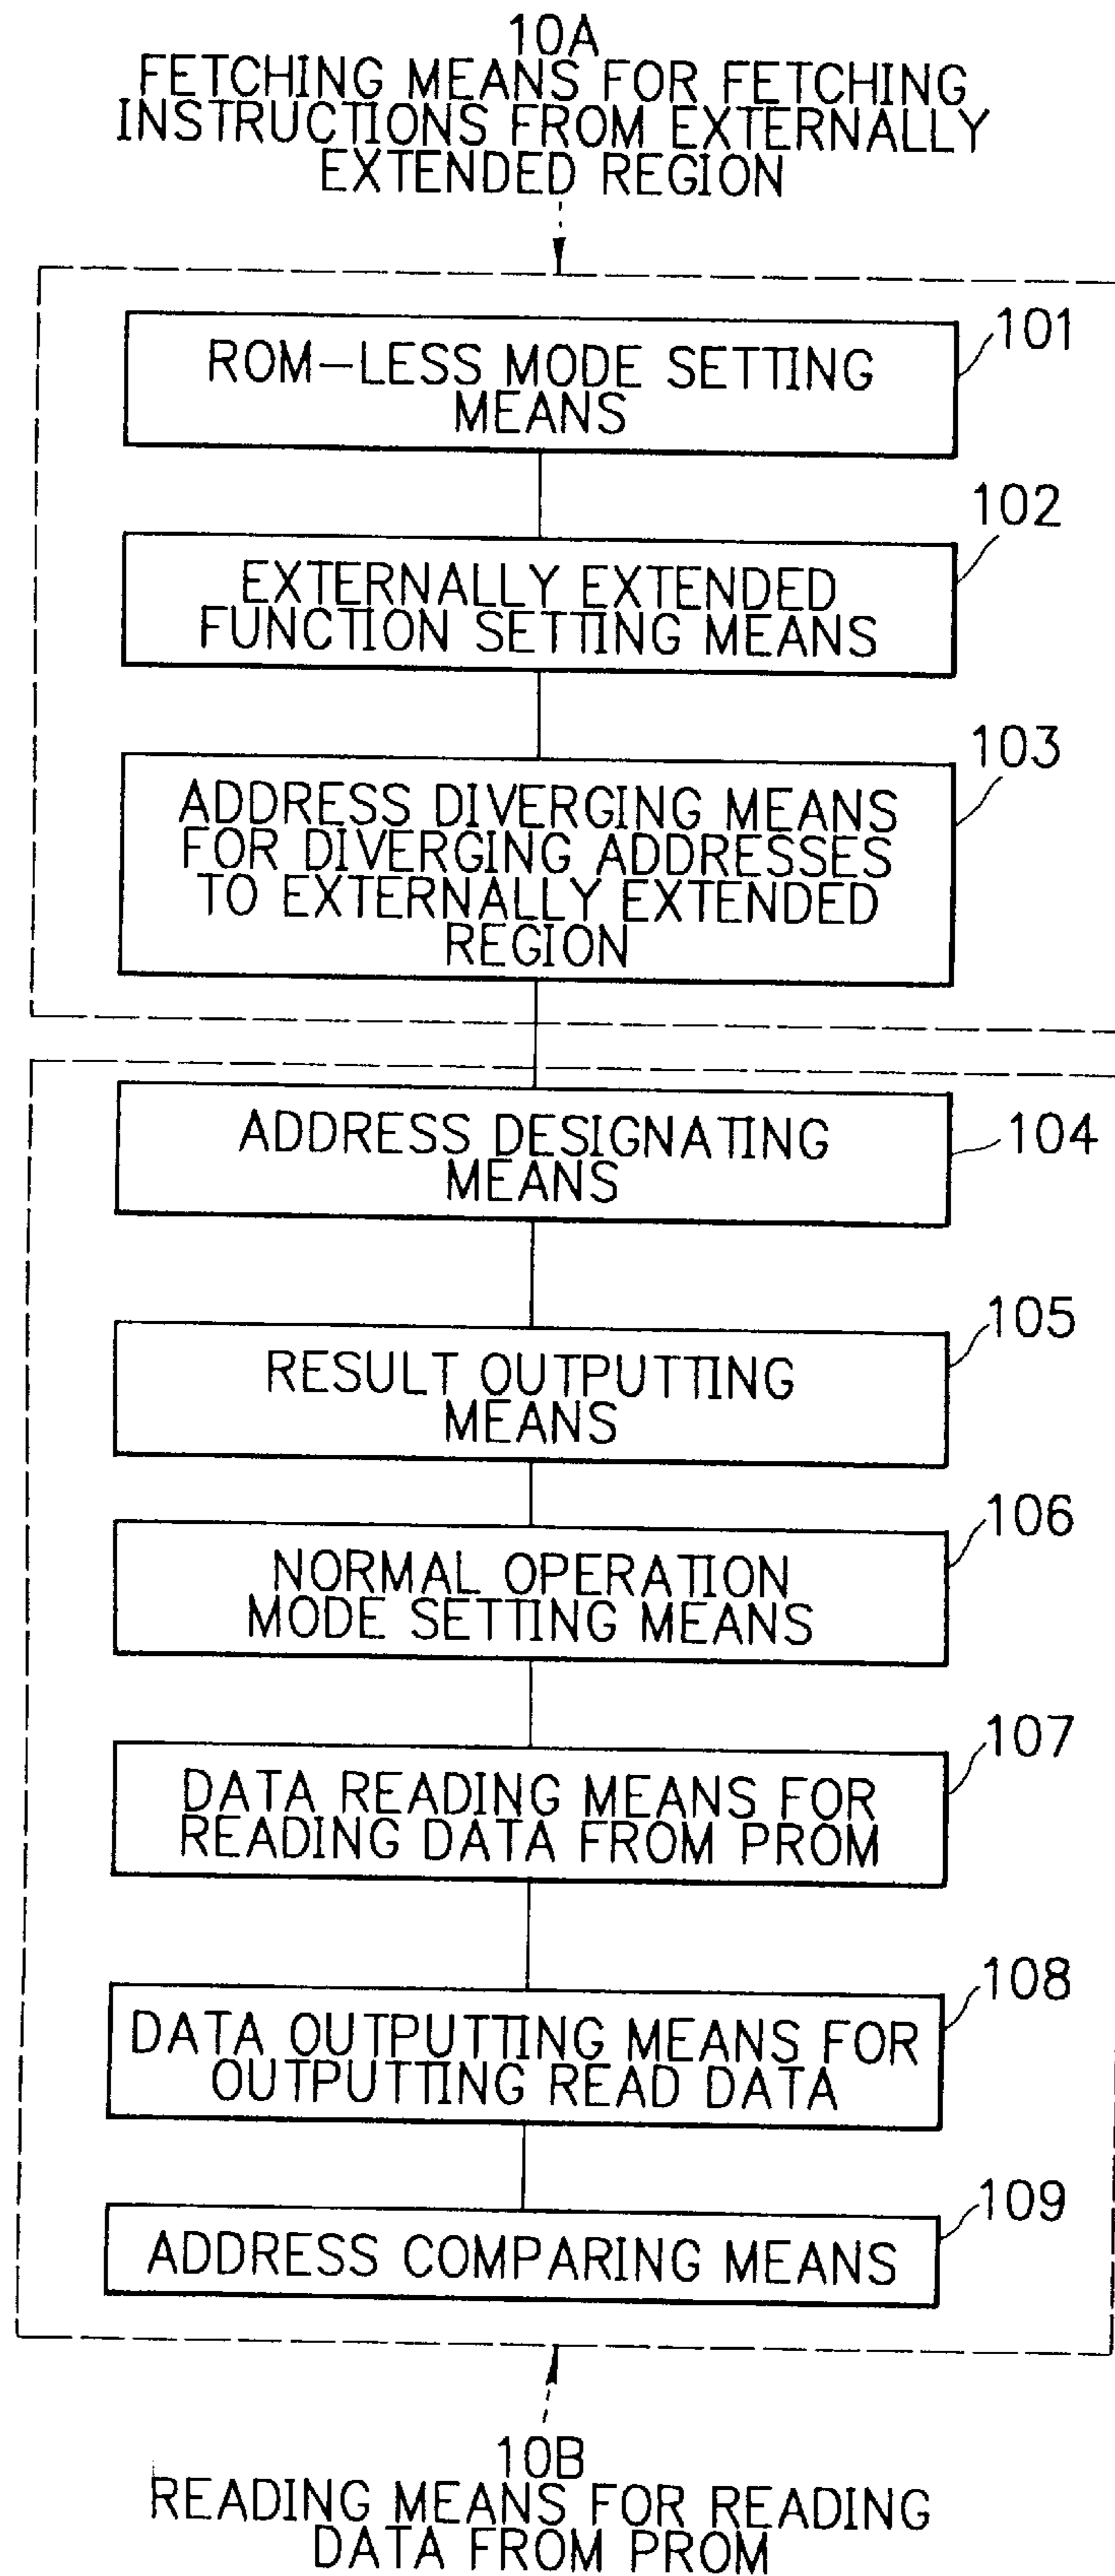 10A
FETCHING MEANS FOR FETCHING
INSTRUCTIONS FROM EXTERNALLY
EXTENDED REGION
101
ROM-LESS MODE SETTING
MEANS
102
EXTERNALLY EXTENDED
FUNCTION SETTING MEANS
103
ADDRESS DIVERGING MEANS
FOR DIVERGING ADDRESSES
TO EXTERNALLY EXTENDED
REGION
104
ADDRESS DESIGNATING
MEANS
105
RESULT OUTPUTTING
MEANS
106
NORMAL OPERATION
MODE SETTING MEANS
107
DATA READING MEANS FOR
READING DATA FROM PROM
108
DATA OUTPUTTING MEANS FOR
OUTPUTTING READ DATA
109
ADDRESS COMPARING MEANS
10B
READING MEANS FOR READING
DATA FROM PROM